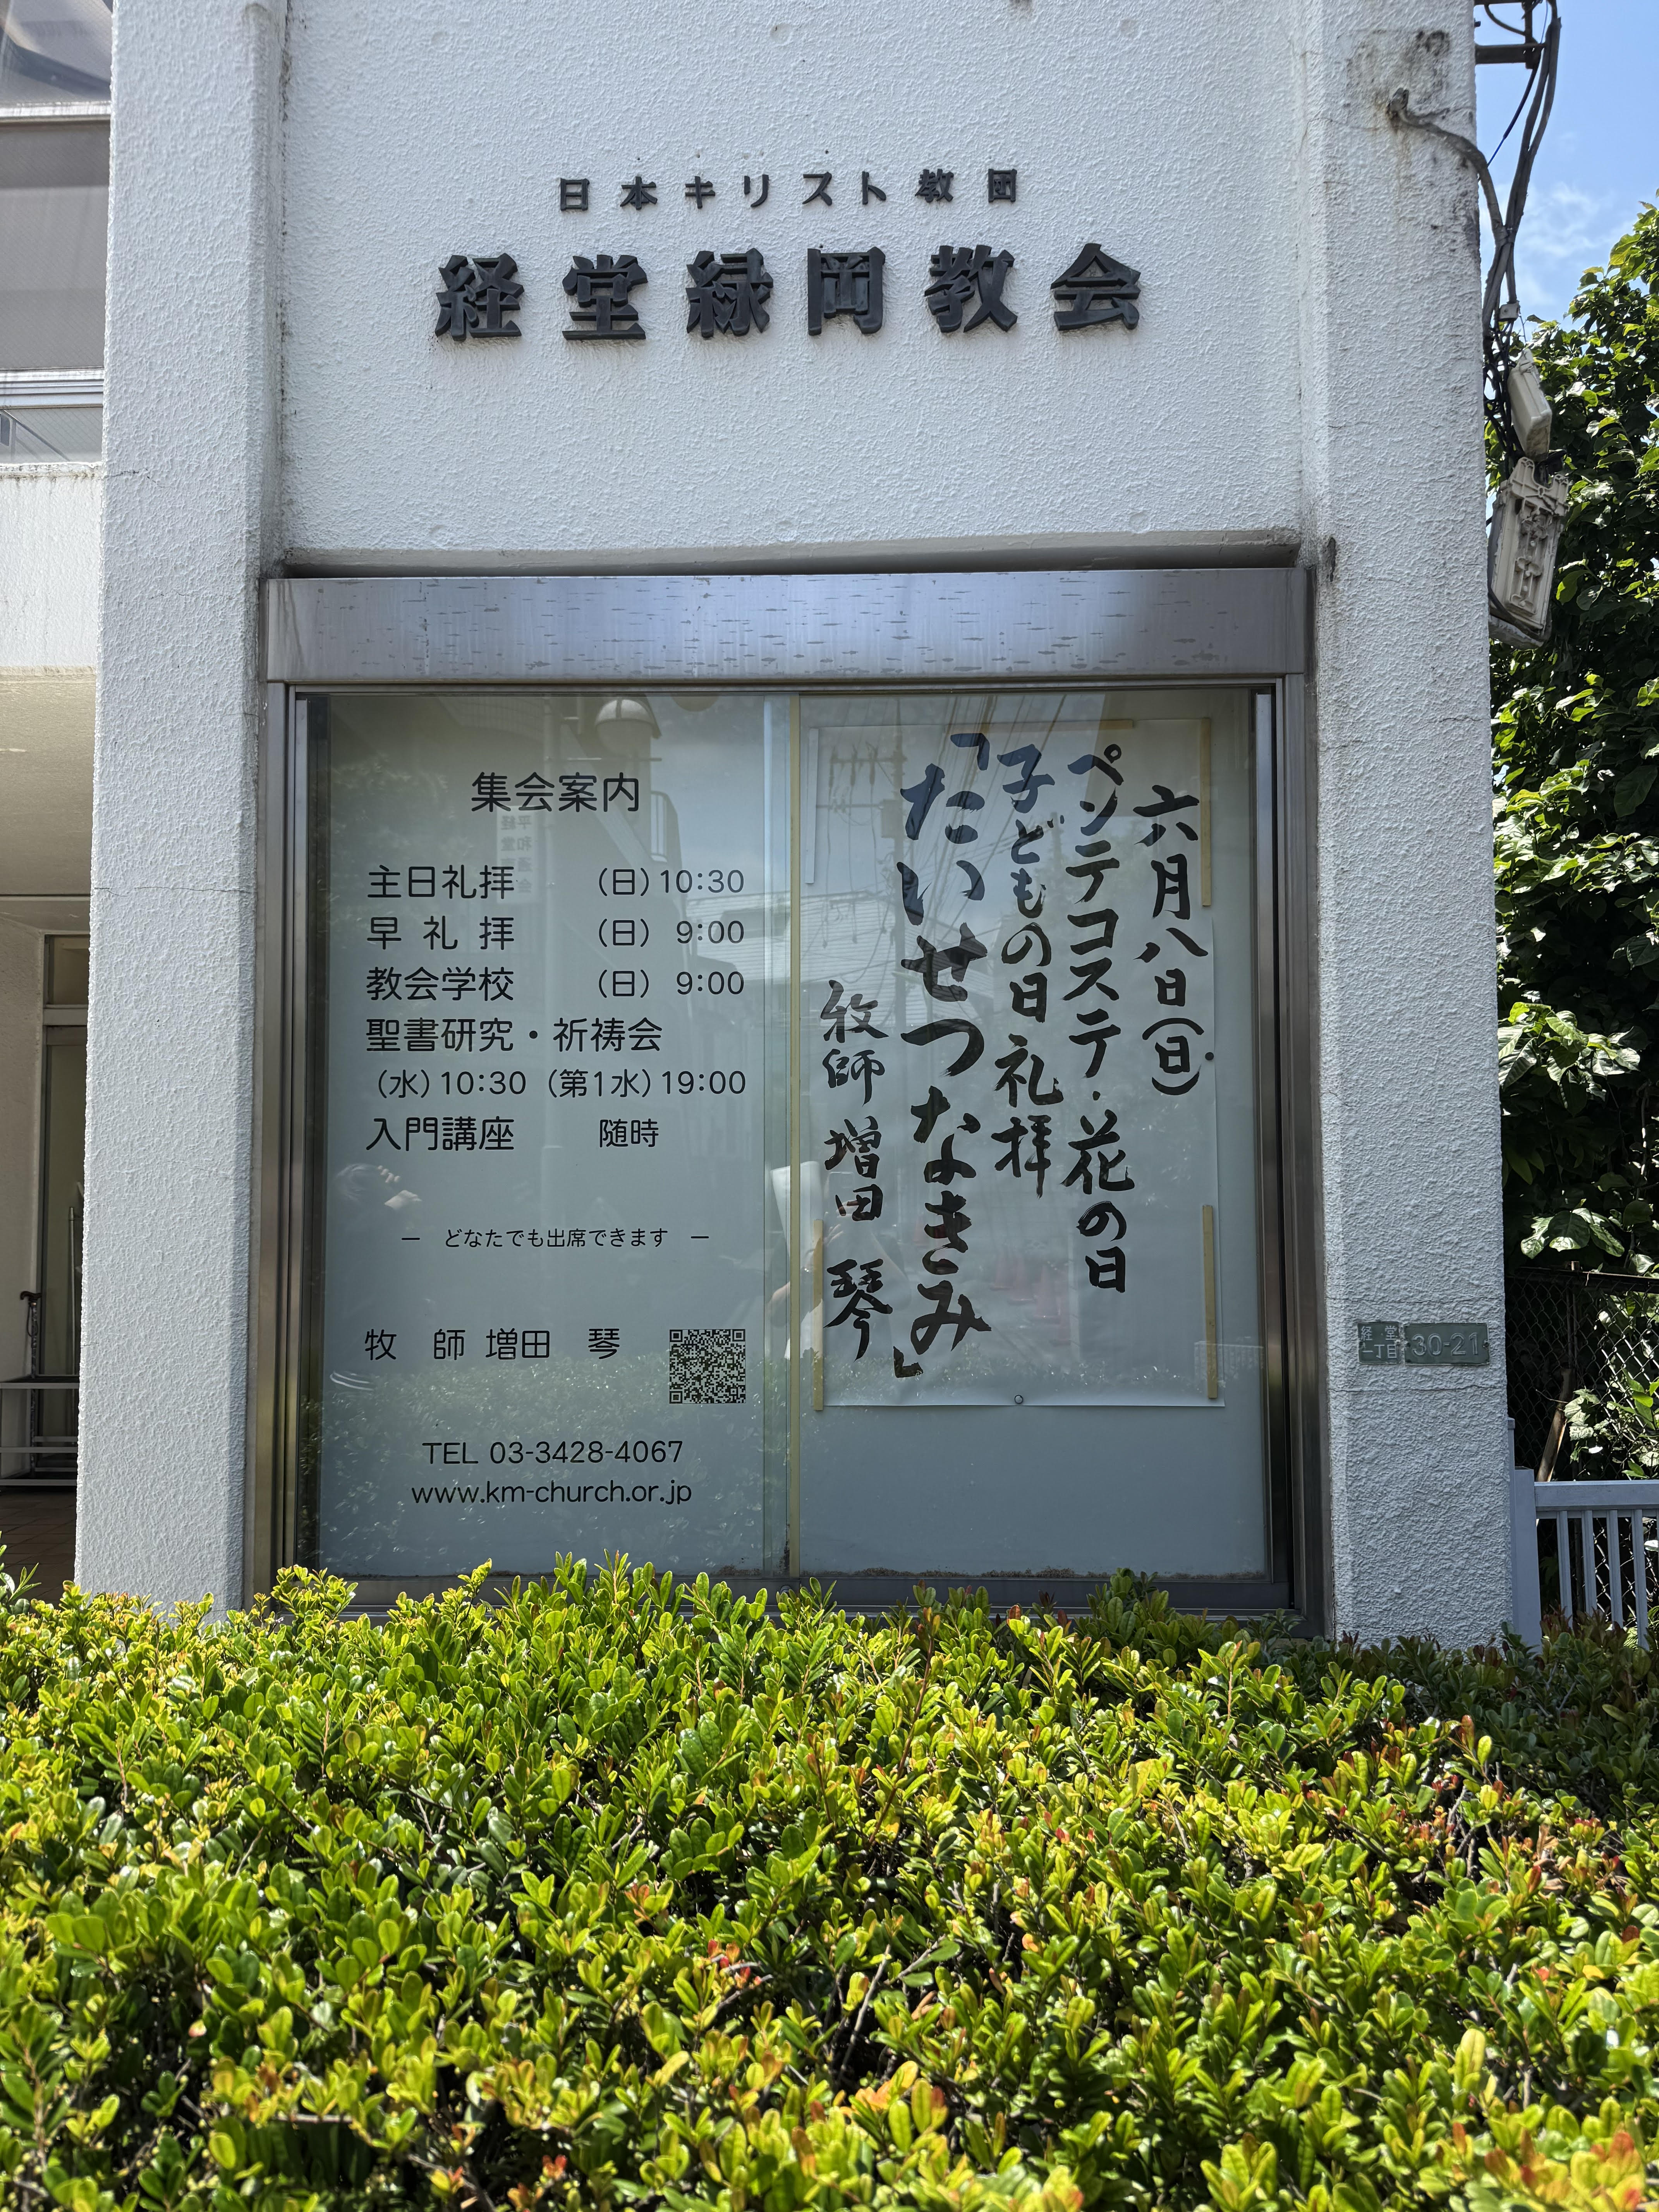 日本キリスト教団
経堂緑岡教会
集会案内
主日礼拝 (日)10:30
早礼拝 (日) 9:00
教会学校 (日) 9:00
聖書研究・祈祷会
(水)10:30 (第1水)19:00
入門講座 随時
― どなたでも出席できます ―
牧師 増田 琴
TEL 03-3428-4067
www.km-church.or.jp
六月八日(日)
ペンテコステ・花の日
子どもの日礼拝
「たいせつなきみ」
牧師 増田 琴
経堂
一丁目
30-21